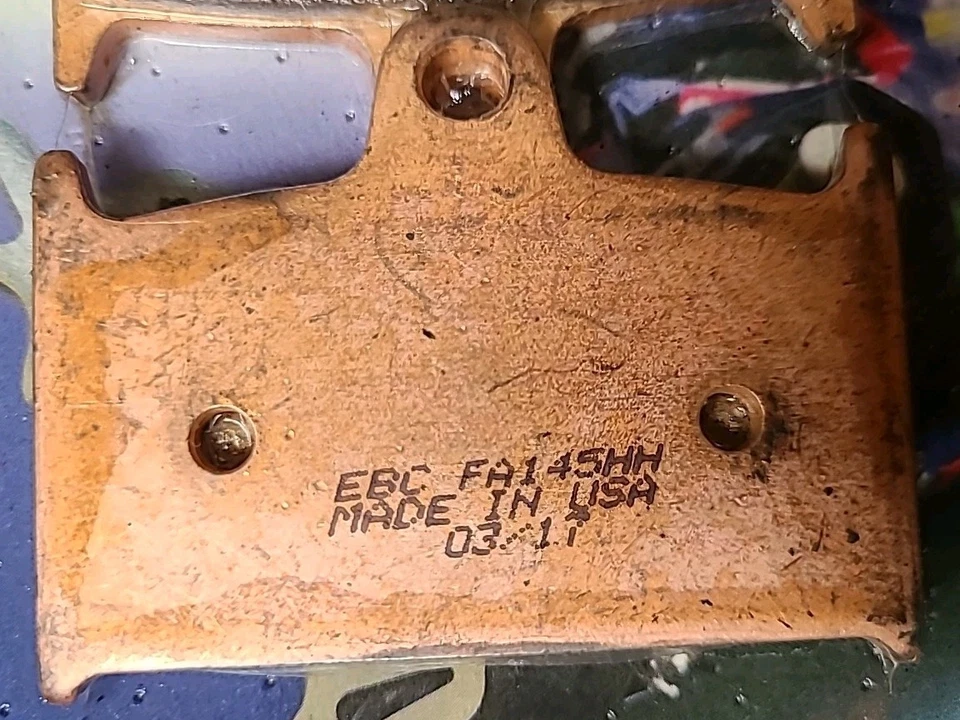 EBC FA145HH
MADE IN USA
03/11